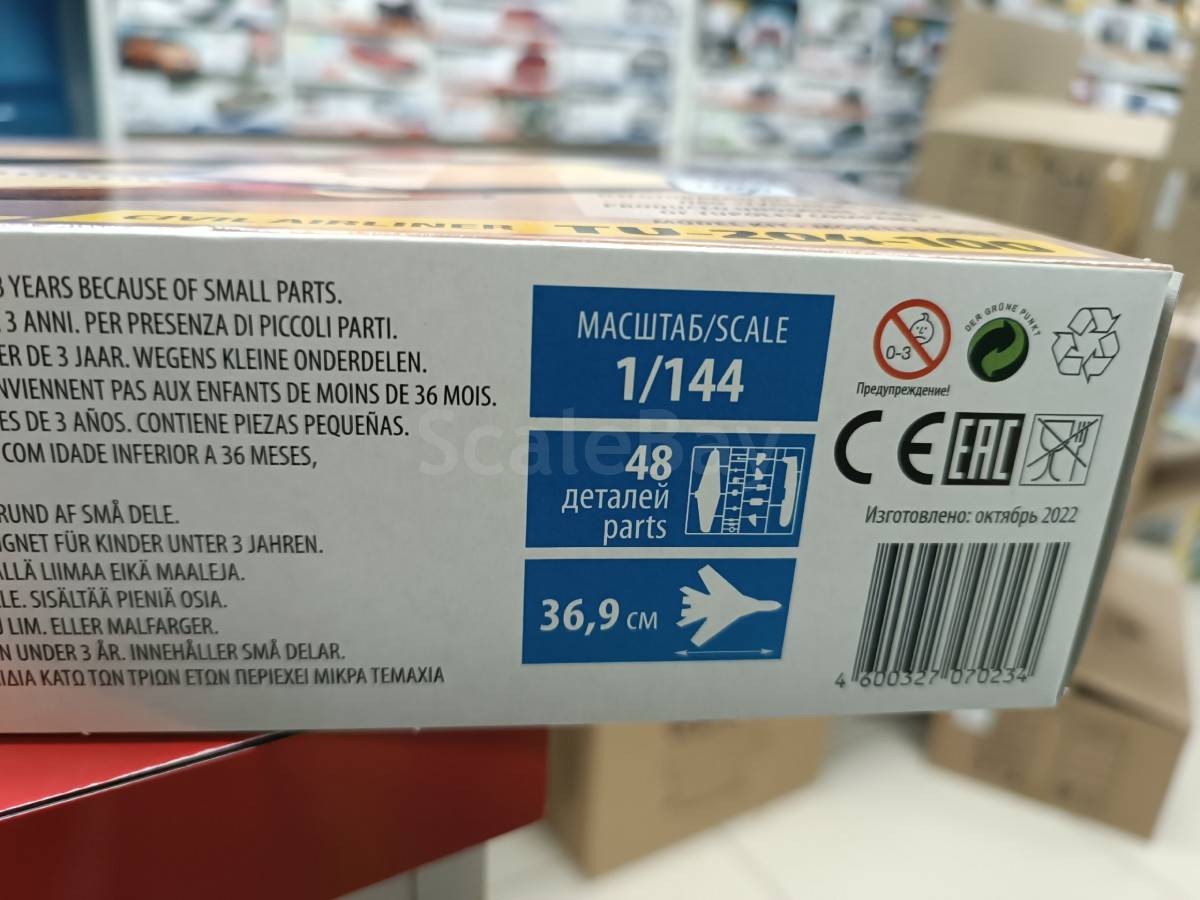 CIVIL AIRLINER TU-204-100
3 YEARS BECAUSE OF SMALL PARTS.
3 ANNI. PER PRESENZA DI PICCOLI PARTI.
ER DE 3 JAAR. WEGENS KLEINE ONDERDELEN.
NVIENNENT PAS AUX ENFANTS DE MOINS DE 36 MOIS.
ES DE 3 AÑOS. CONTIENE PIEZAS PEQUEÑAS.
COM IDADE INFERIOR A 36 MESES,
RUND AF SMÅ DELE.
GNET FÜR KINDER UNTER 3 JAHREN.
ÄLLÄ LIIMAA EIKÄ MAALEJA.
LE. SISÄLTÄÄ PIENIÄ OSIA.
LIM. ELLER MALFARGER.
N UNDER 3 ÅR. INNEHÅLLER SMÅ DELAR.
ΙΔΙΑ ΚΑΤΩ ΤΩΝ ΤΡΙΩΝ ΕΤΩΝ ΠΕΡΙΕΧΕΙ ΜΙΚΡΑ ΤΕΜΑΧΙΑ
МАСШТАБ/SCALE
1/144
48
деталей
parts
36,9 см
0-3
Предупреждение!
DER GRÜNE PUNKT
CE EAC
Изготовлено: октябрь 2022
4 600327 070234
ScaleBay